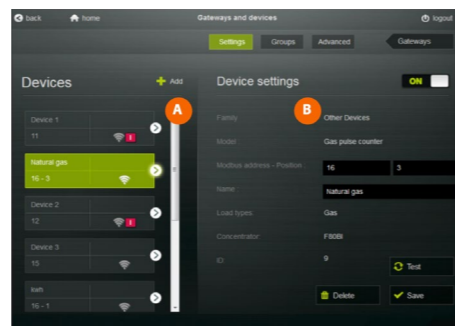 back
home
Gateways and devices
logout
Settings
Groups
Advanced
Gateways
Devices
Add
Device settings
ON
A
B
Device 1
11
Natural gas
16 - 3
Device 2
12
Device 3
15
kwh
16 - 1
Family
Other Devices
Model
Gas pulse counter
Modbus address - Position
16
3
Name
Natural gas
Load types
Gas
Concentrator
F80BI
ID
9
Test
Delete
Save